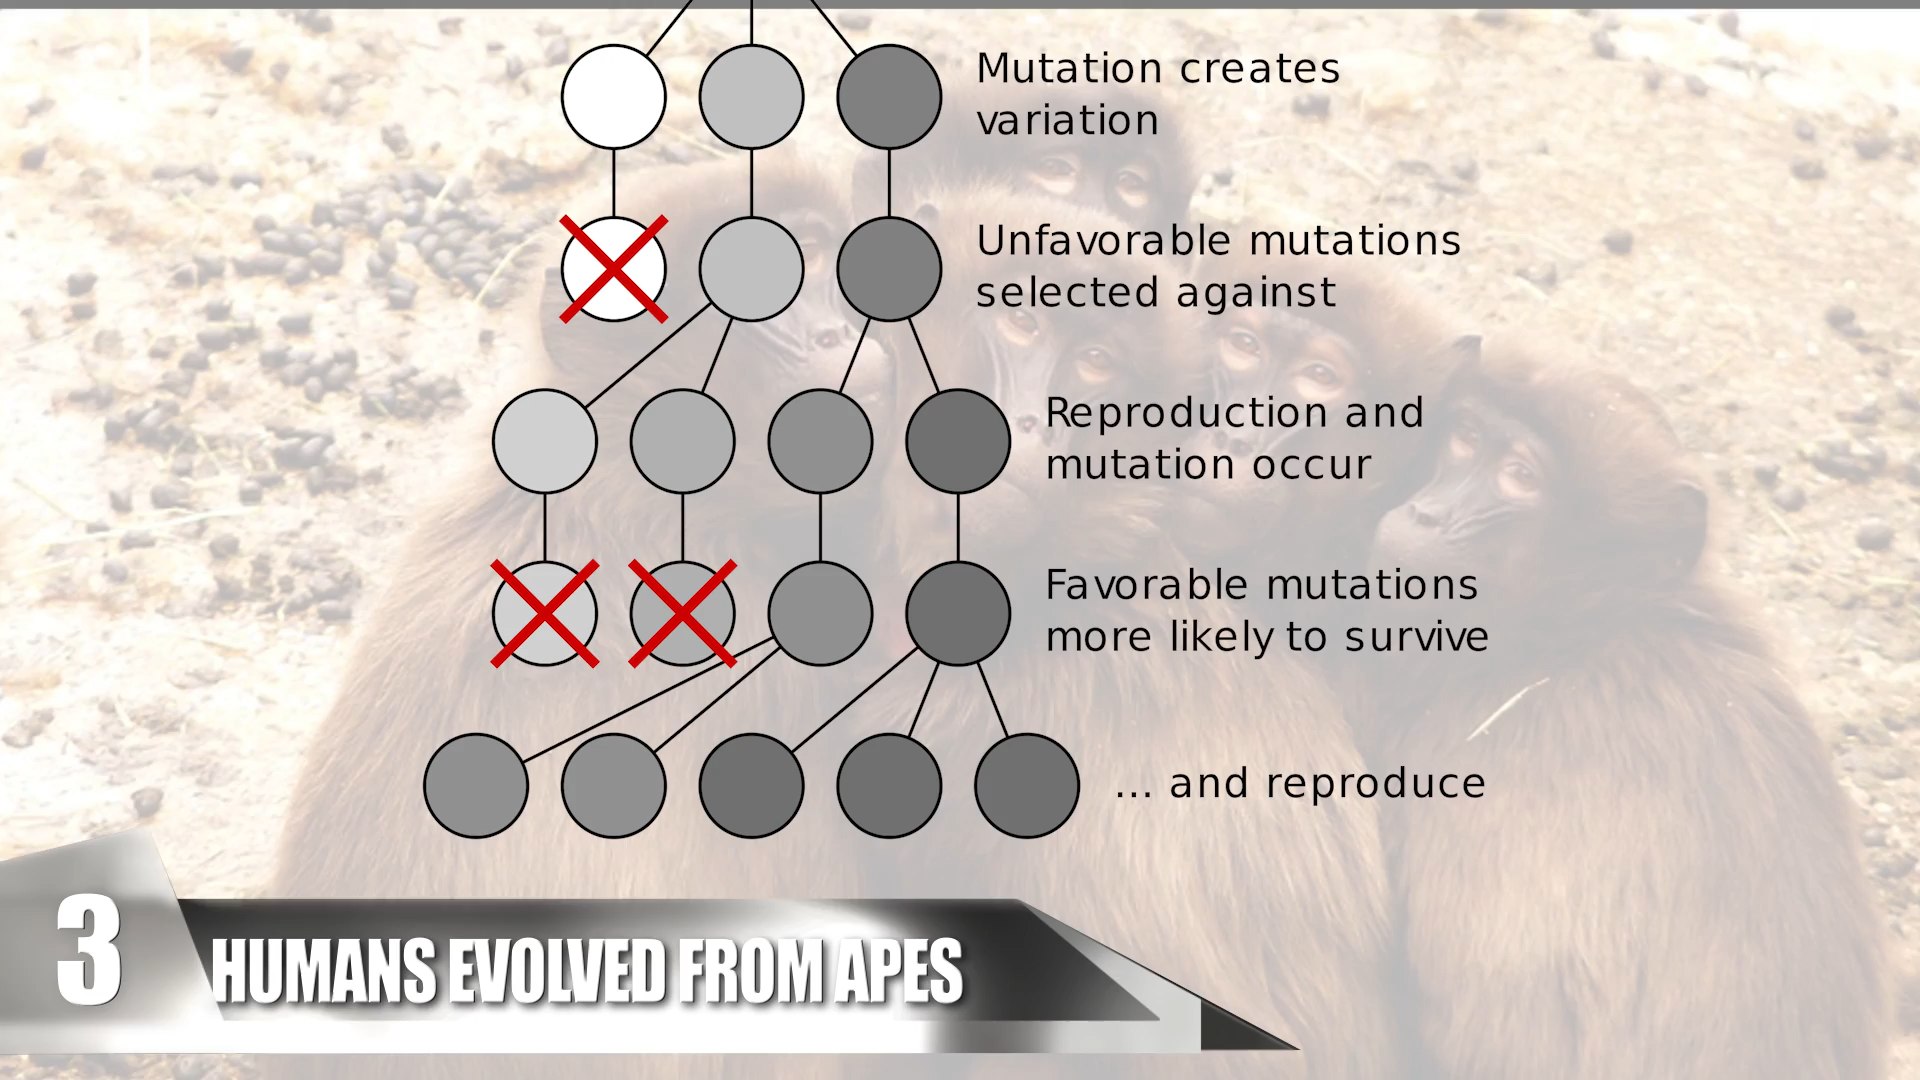 Mutation creates
variation
Unfavorable mutations
selected against
Reproduction and
mutation occur
Favorable mutations
more likely to survive
... and reproduce
3
HUMANS EVOLVED FROM APES